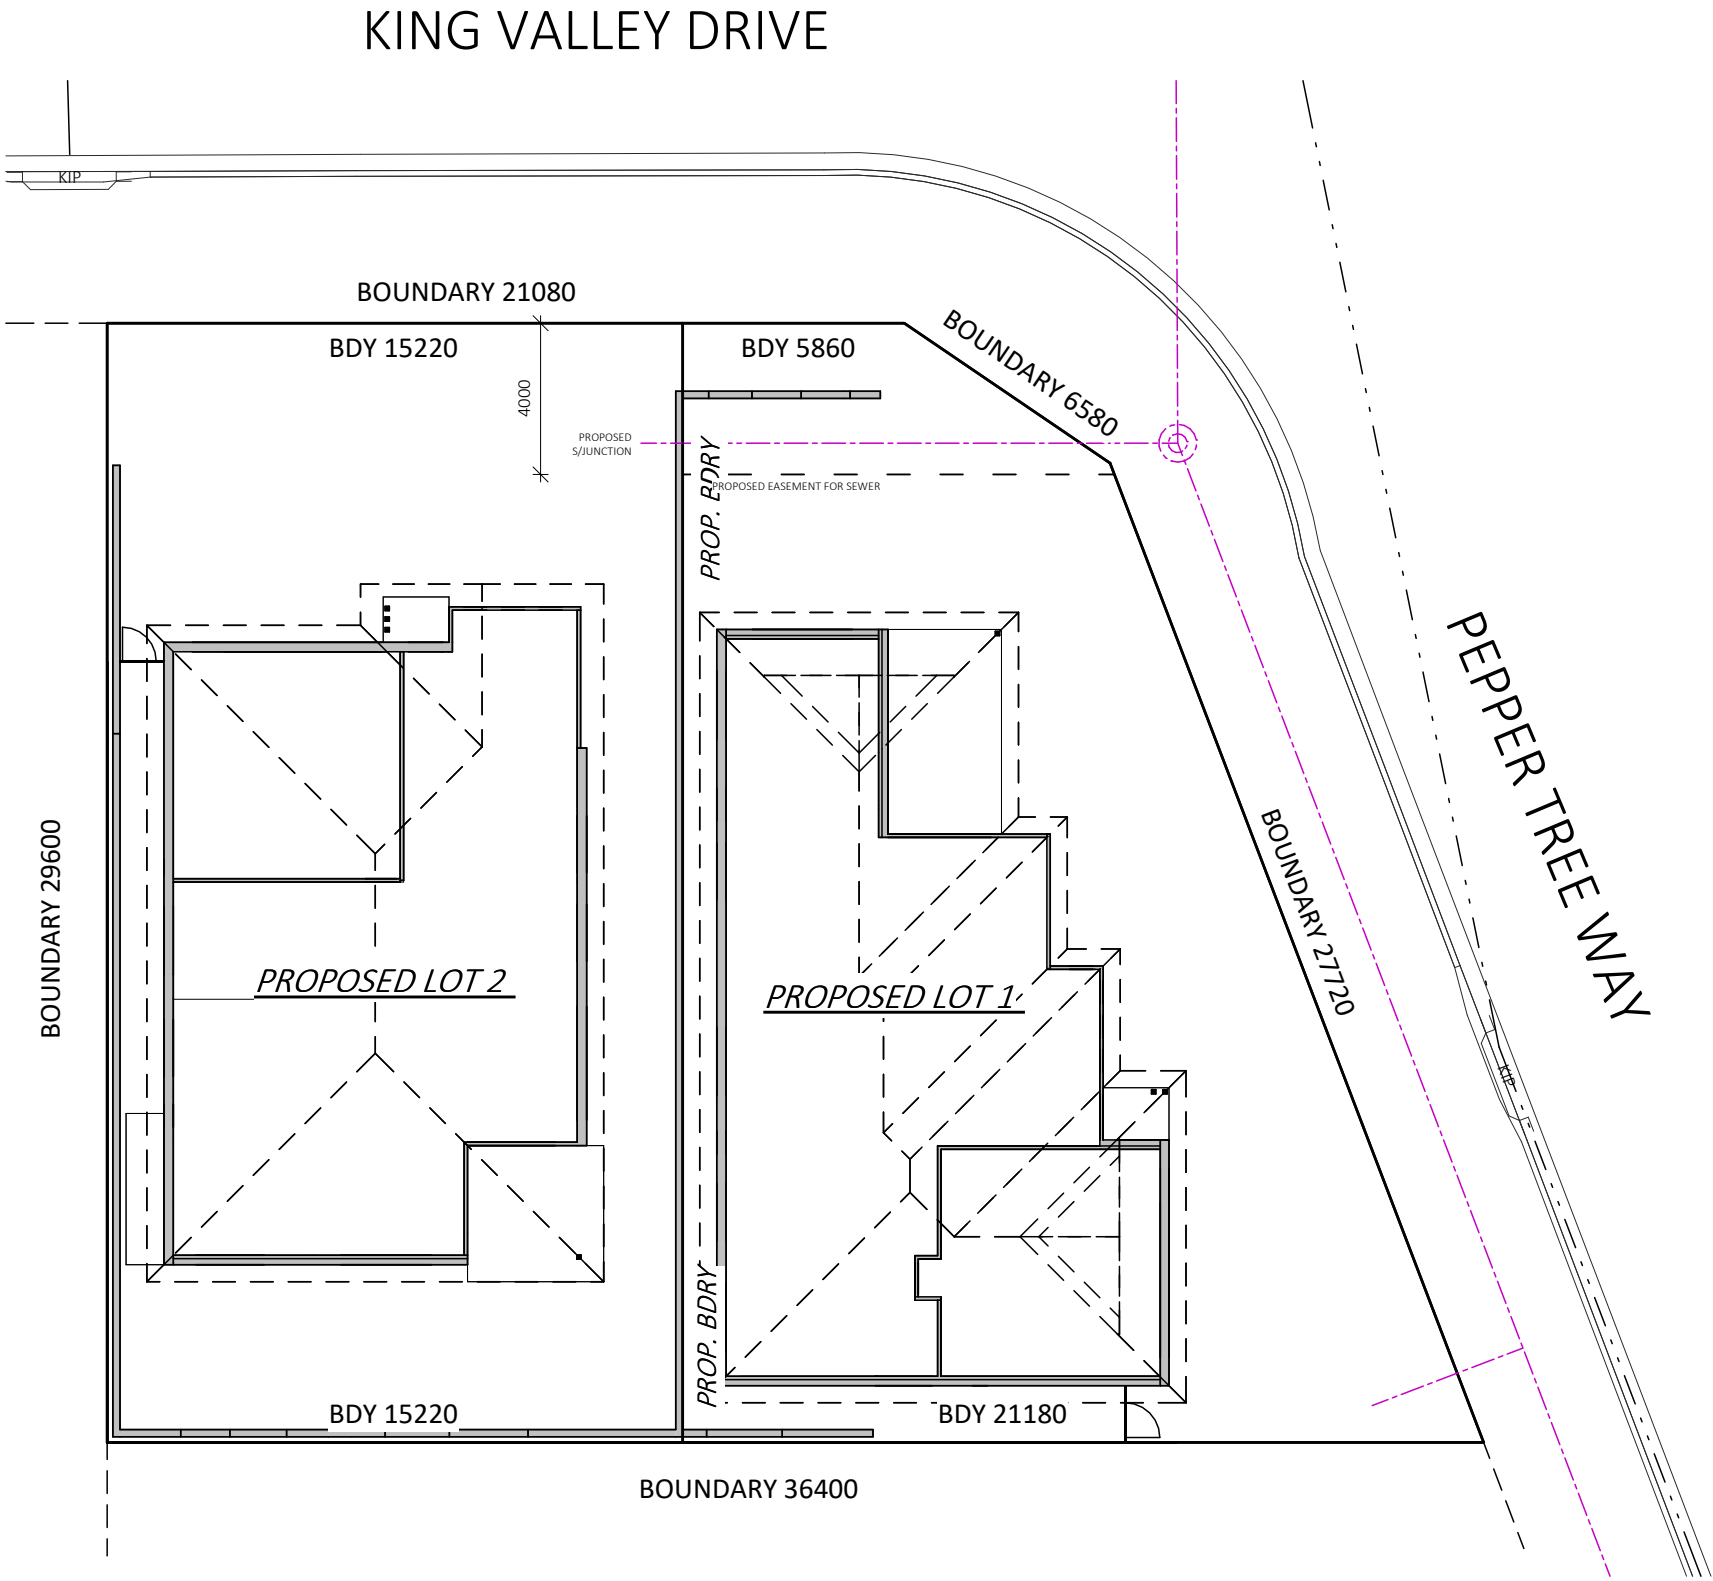 KING VALLEY DRIVE
KIP
BOUNDARY 21080
BDY 15220
BDY 5860
BOUNDARY 6580
4000
PROPOSED
S/JUNCTION
PROP. BDRY
PROPOSED EASEMENT FOR SEWER
PEPPER TREE WAY
BOUNDARY 29600
BOUNDARY 27720
PROPOSED LOT 2
PROPOSED LOT 1
KIP
PROP. BDRY
BDY 15220
BDY 21180
BOUNDARY 36400